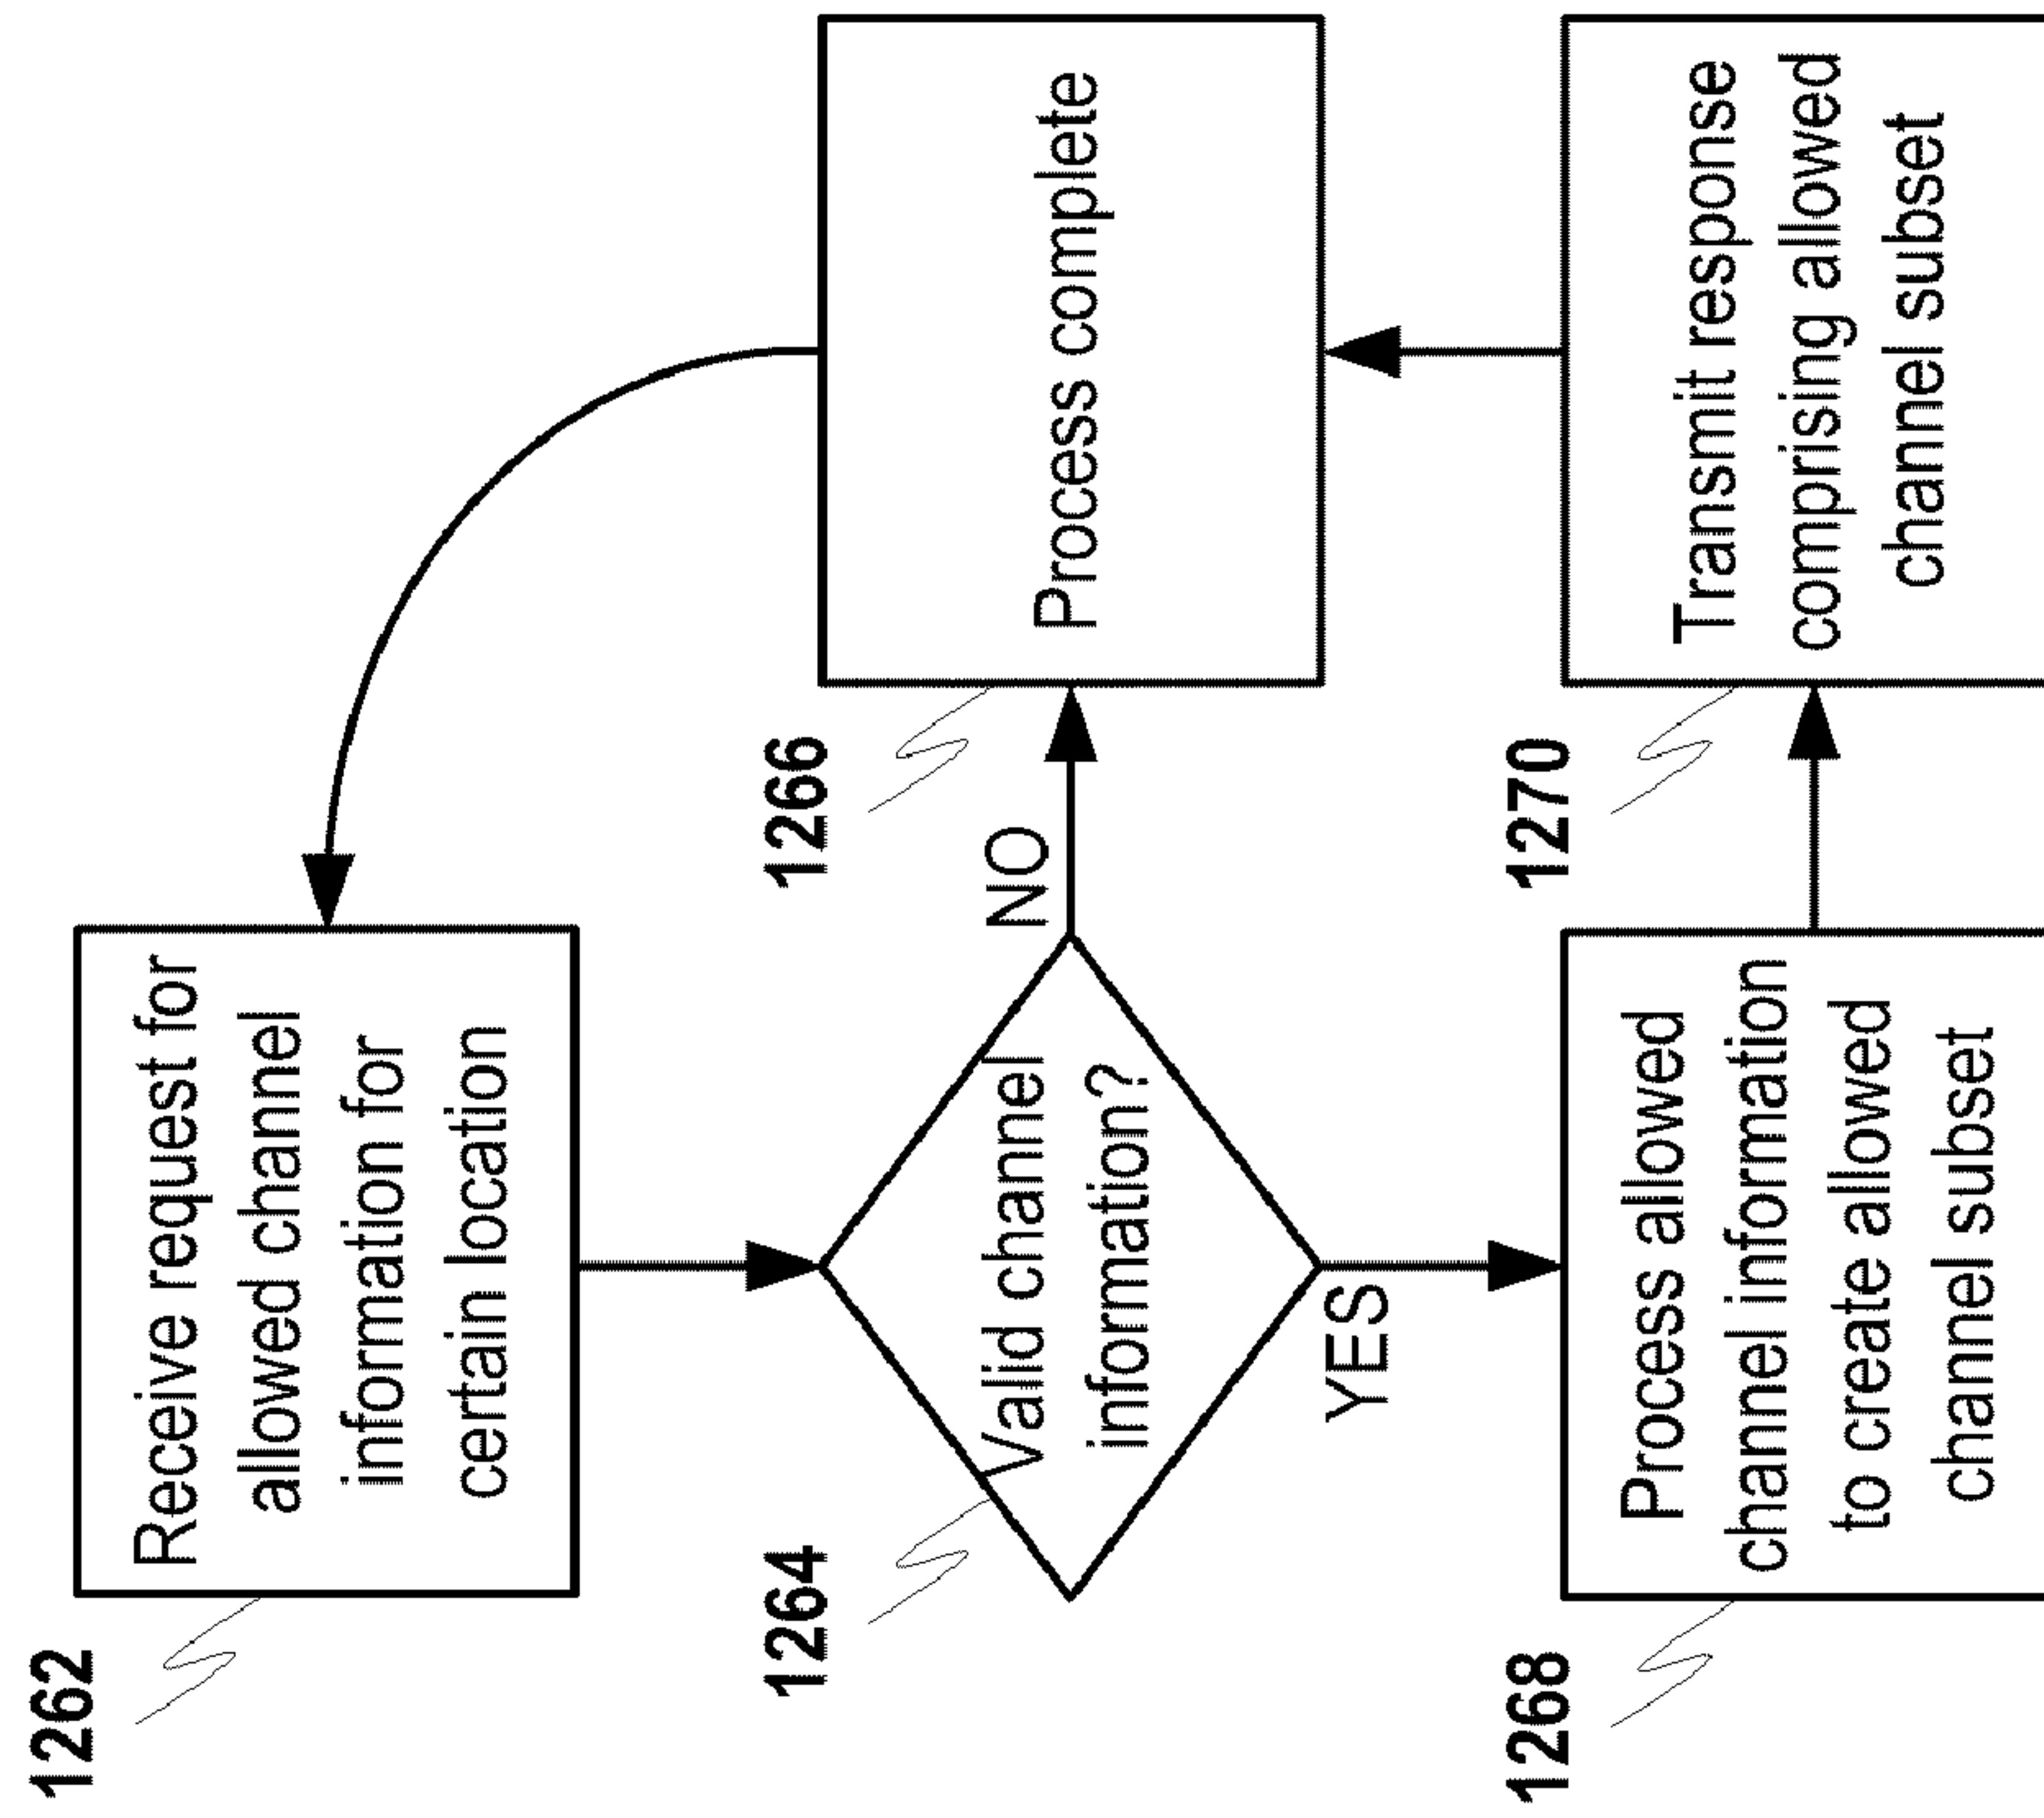 1262
Receive request for
allowed channel
information for
certain location
1264
Valid channel
information?
NO
YES
1266
Process complete
1268
Process allowed
channel information
to create allowed
channel subset
1270
Transmit response
comprising allowed
channel subset